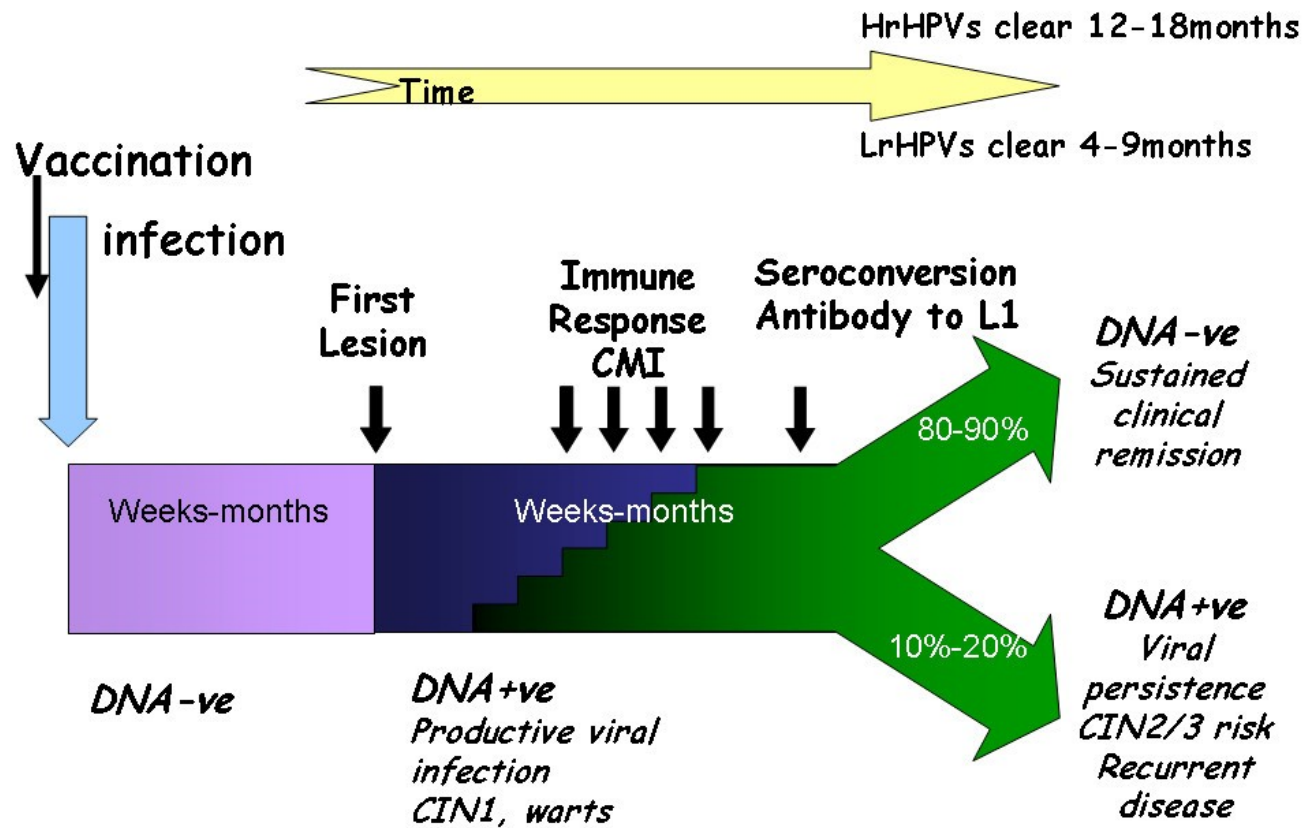 HrHPVs clear 12-18months
Time
LrHPVs clear 4-9months
Vaccination
infection
First
Lesion
Immune
Response
CMI
Seroconversion
Antibody to L1
DNA-ve
Sustained
clinical
remission
80-90%
Weeks-months
Weeks-months
10%-20%
DNA-ve
DNA+ve
Productive viral
infection
CIN1, warts
DNA+ve
Viral
persistence
CIN2/3 risk
Recurrent
disease